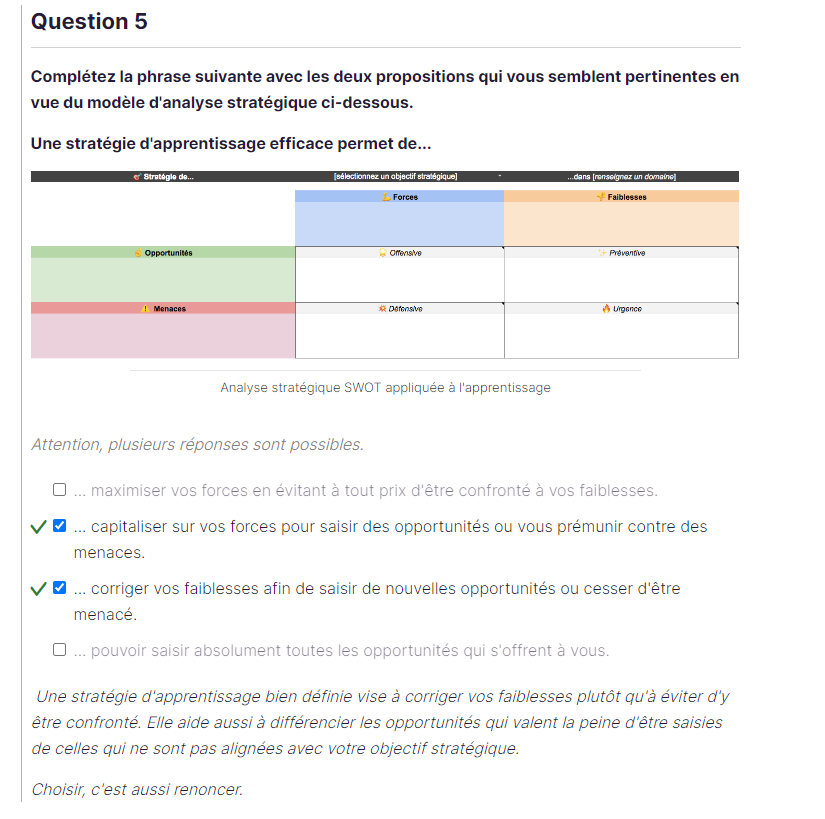 Question 5
Complétez la phrase suivante avec les deux propositions qui vous semblent pertinentes en
vue du modèle d'analyse stratégique ci-dessous.
Une stratégie d'apprentissage efficace permet de...
Stratégie de... [sélectionnez un objectif stratégique] ...dans [renseignez un domaine]
Forces Faiblesses
Opportunités Offensive Préventive
Menaces Défensive Urgence
Analyse stratégique SWOT appliquée à l'apprentissage
Attention, plusieurs réponses sont possibles.
... maximiser vos forces en évitant à tout prix d'être confronté à vos faiblesses.
... capitaliser sur vos forces pour saisir des opportunités ou vous prémunir contre des
menaces.
... corriger vos faiblesses afin de saisir de nouvelles opportunités ou cesser d'être
menacé.
... pouvoir saisir absolument toutes les opportunités qui s'offrent à vous.
Une stratégie d'apprentissage bien définie vise à corriger vos faiblesses plutôt qu'à éviter d'y
être confronté. Elle aide aussi à différencier les opportunités qui valent la peine d'être saisies
de celles qui ne sont pas alignées avec votre objectif stratégique.
Choisir, c'est aussi renoncer.